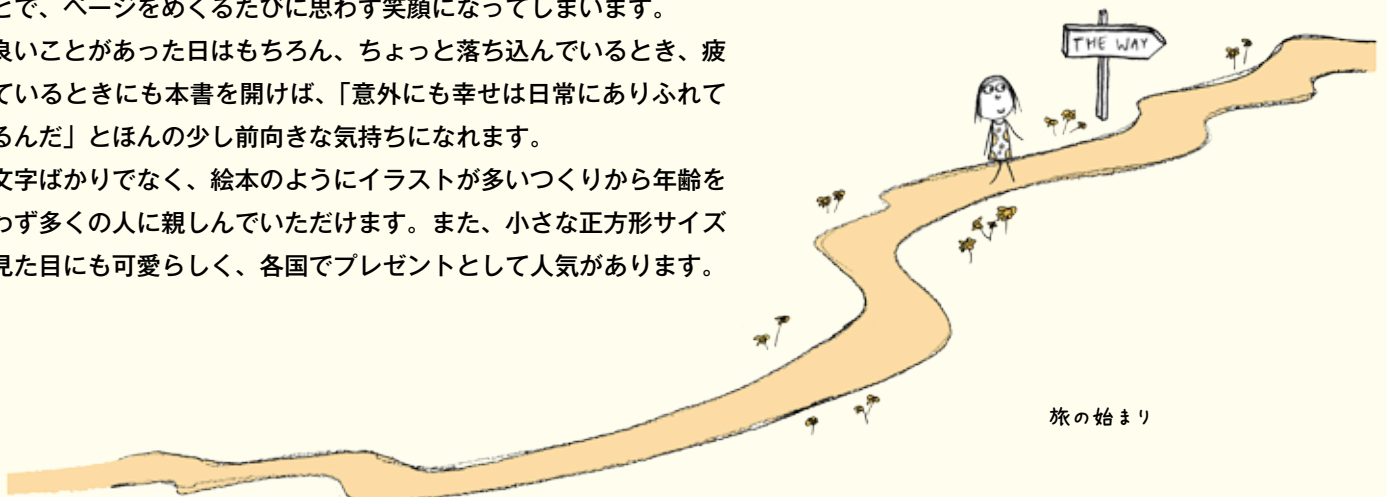 とで、ページをめくるたびに思わず笑顔になってしまいます。
良いことがあった日はもちろん、ちょっと落ち込んでいるとき、疲
ているときにも本書を開けば、「意外にも幸せは日常にありふれて
るんだ」とほんの少し前向きな気持ちになれます。
文字ばかりでなく、絵本のようにイラストが多いつくりから年齢を
わず多くの人に親しんでいただけます。また、小さな正方形サイズ
見た目にも可愛らしく、各国でプレゼントとして人気があります。
THE WAY
旅の始まり